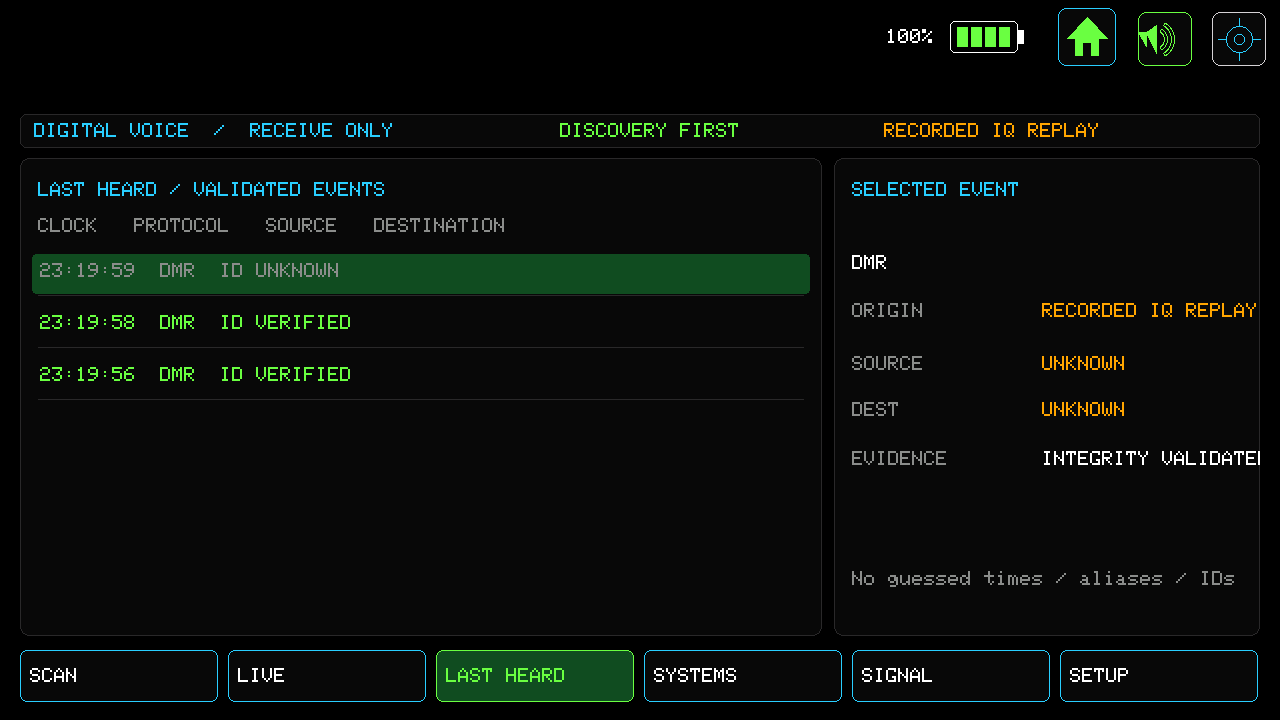 100%
DIGITAL VOICE / RECEIVE ONLY DISCOVERY FIRST RECORDED IQ REPLAY
LAST HEARD / VALIDATED EVENTS
CLOCK PROTOCOL SOURCE DESTINATION
23:19:59 DMR ID UNKNOWN
23:19:58 DMR ID VERIFIED
23:19:56 DMR ID VERIFIED
SELECTED EVENT
DMR
ORIGIN RECORDED IQ REPLAY
SOURCE UNKNOWN
DEST UNKNOWN
EVIDENCE INTEGRITY VALIDATE
No guessed times / aliases / IDs
SCAN LIVE LAST HEARD SYSTEMS SIGNAL SETUP